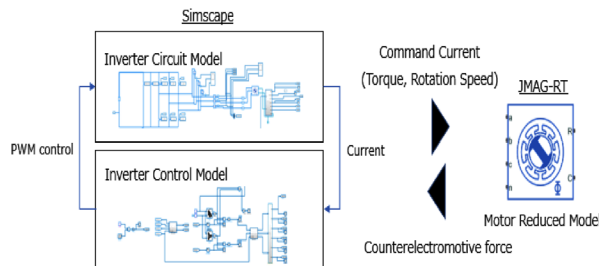 Simscape
Inverter Circuit Model
Command Current
(Torque, Rotation Speed)
JMAG-RT
a
b
c
n
R
C
PWM control
Current
Inverter Control Model
Motor Reduced Model
Counterelectromotive force